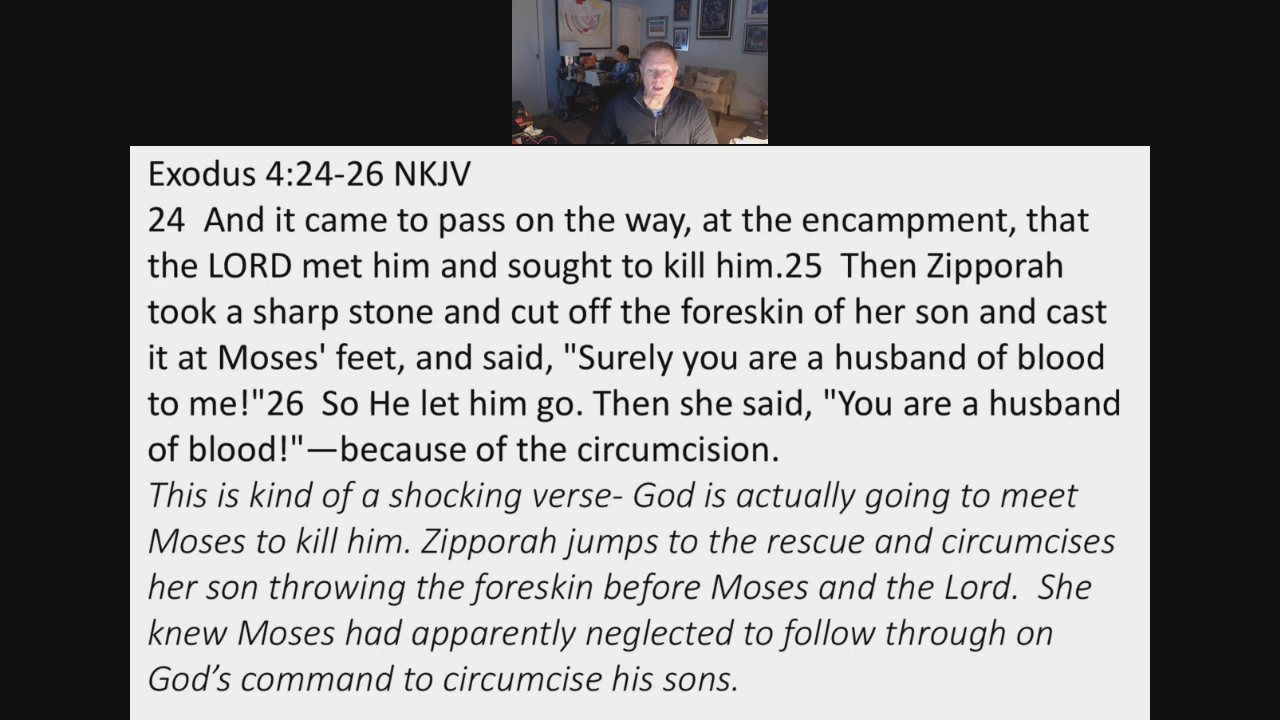 Exodus 4:24-26 NKJV
24  And it came to pass on the way, at the encampment, that
the LORD met him and sought to kill him.25  Then Zipporah
took a sharp stone and cut off the foreskin of her son and cast
it at Moses' feet, and said, "Surely you are a husband of blood
to me!"26  So He let him go. Then she said, "You are a husband
of blood!"—because of the circumcision.
This is kind of a shocking verse- God is actually going to meet
Moses to kill him. Zipporah jumps to the rescue and circumcises
her son throwing the foreskin before Moses and the Lord.  She
knew Moses had apparently neglected to follow through on
God’s command to circumcise his sons.